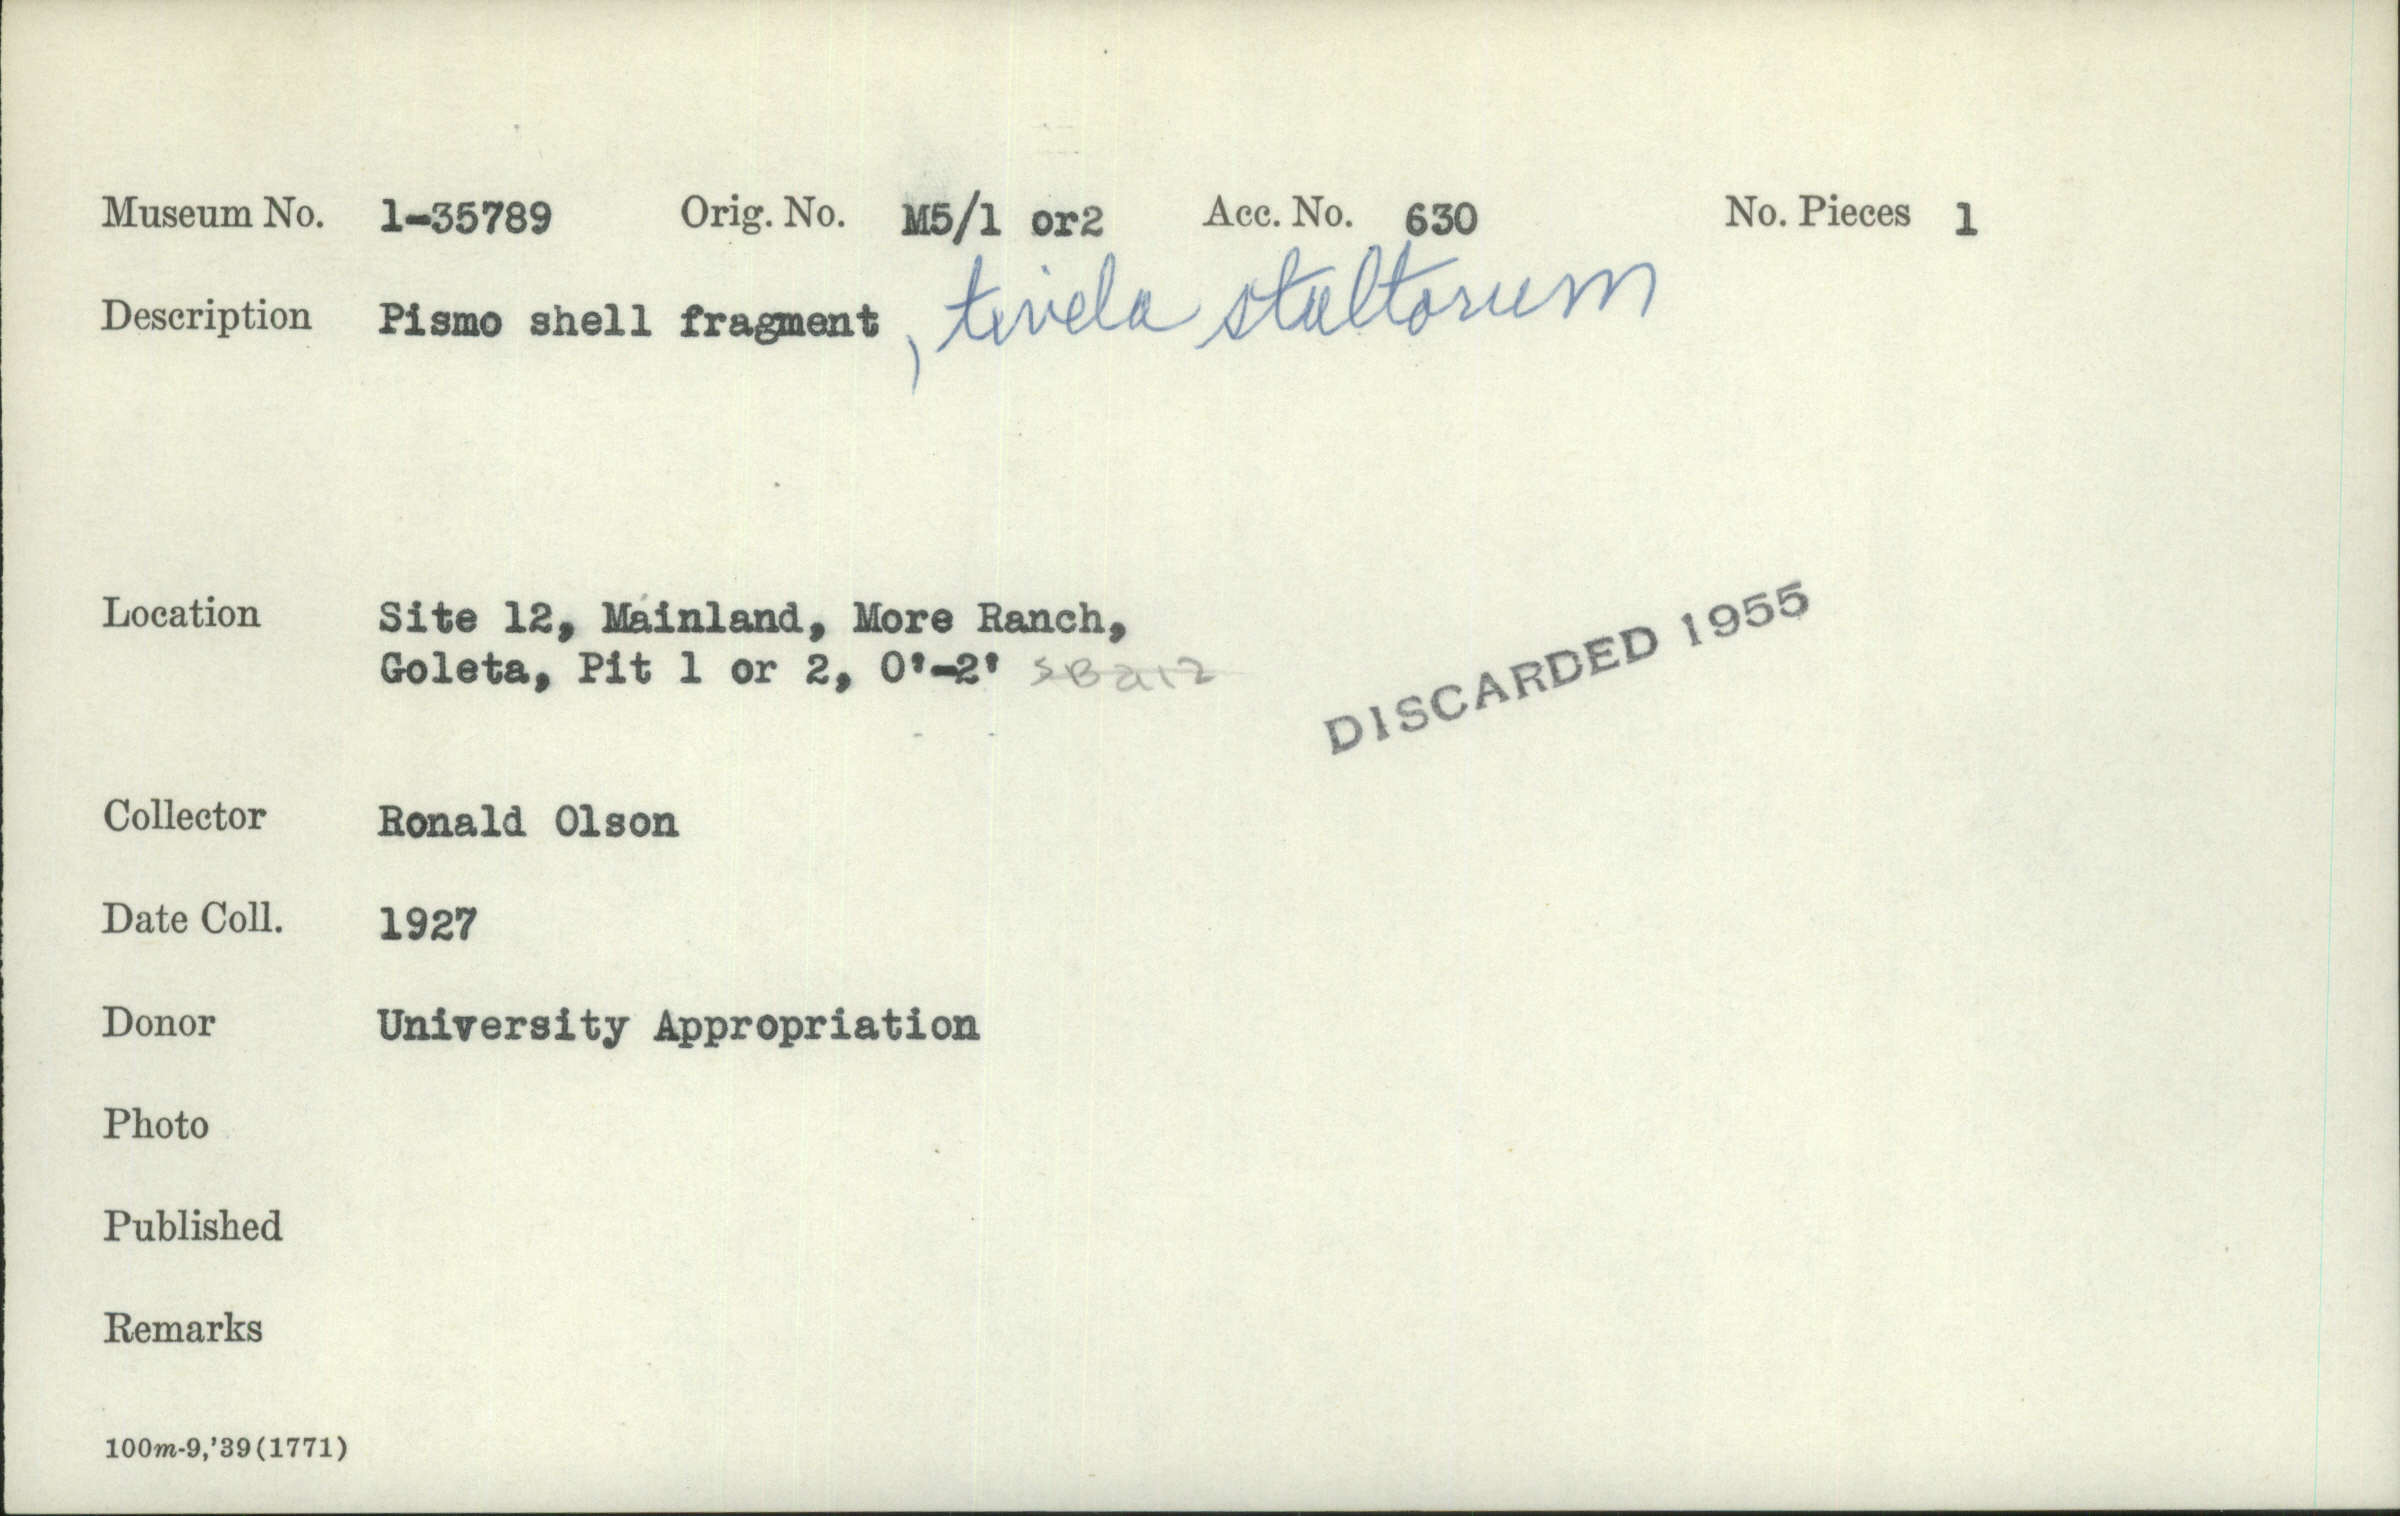 Museum No. 1-35789 Orig. No. M5/1 or2 Acc. No. 630 No. Pieces 1
Description Pismo shell fragment, tivela stultorum
Location Site 12, Mainland, More Ranch,
Goleta, Pit 1 or 2, 0'-2' SBa12
DISCARDED 1955
Collector Ronald Olson
Date Coll. 1927
Donor University Appropriation
Photo
Published
Remarks
100m-9,'39(1771)